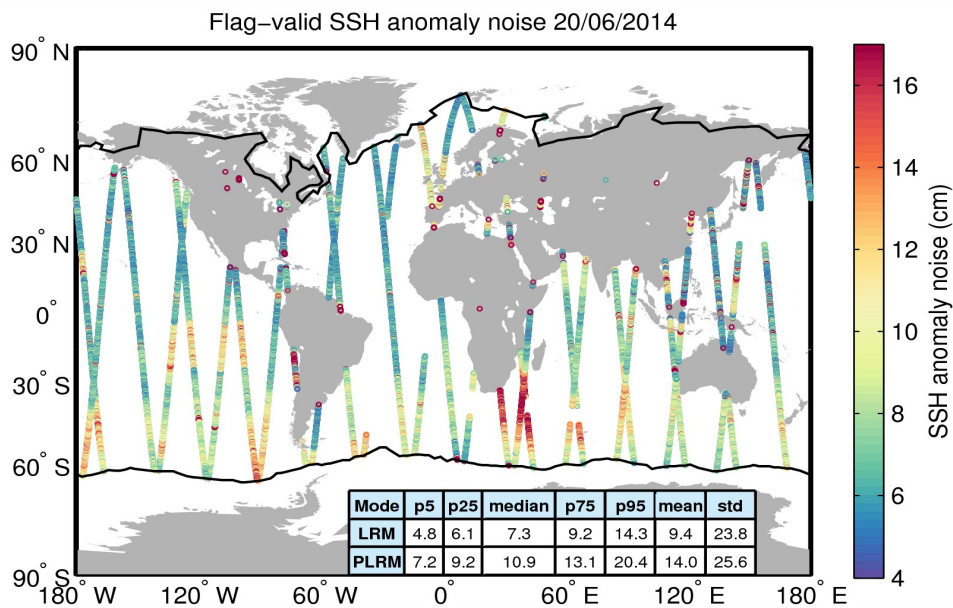 Flag−valid SSH anomaly noise 20/06/2014
90° N
60° N
30° N
0°
30° S
60° S
90° S
180° W
120° W
60° W
0°
60° E
120° E
180° E
Mode p5 p25 median p75 p95 mean std
LRM 4.8 6.1 7.3 9.2 14.3 9.4 23.8
PLRM 7.2 9.2 10.9 13.1 20.4 14.0 25.6
16
14
12
10
8
6
4
SSH anomaly noise (cm)